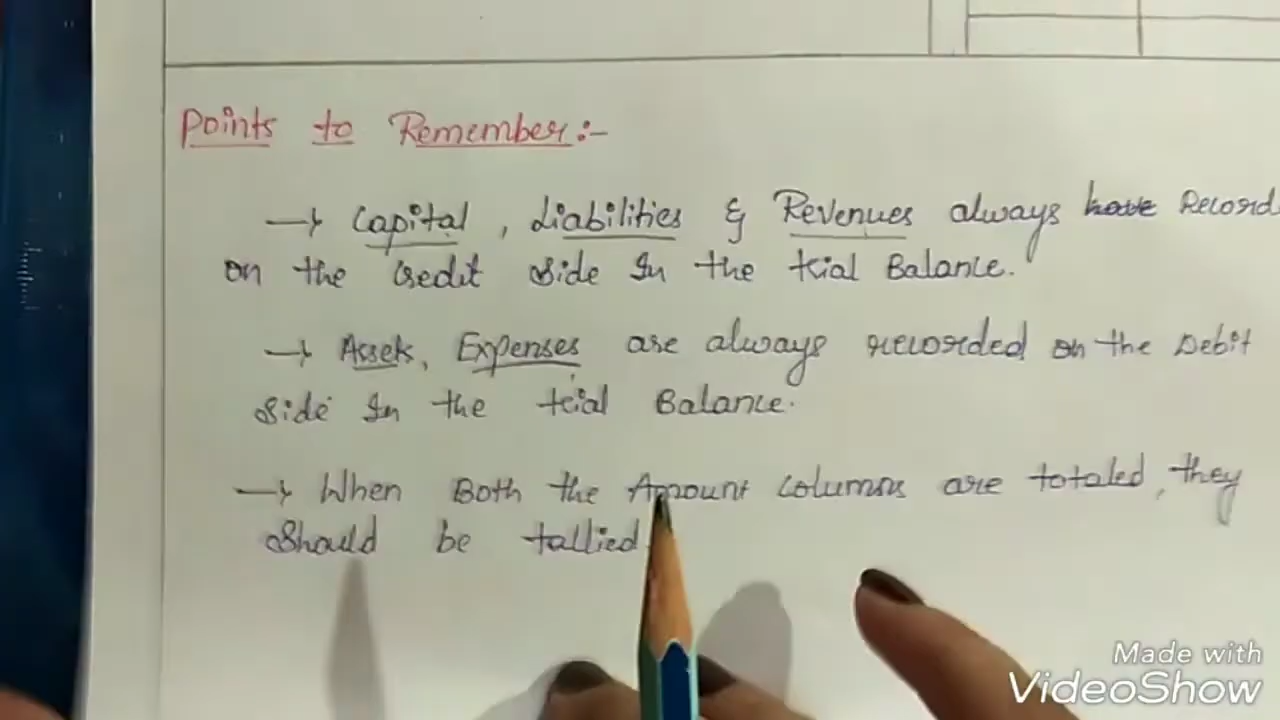 Points to Remember:-
→ Capital, Liabilities & Revenues always have Record
on the Credit side In the trial Balance.
→ Assets, Expenses are always recorded on the Debit
side In the trial Balance.
→ When Both the Amount columns are totaled, they
should be tallied
Made with
VideoShow